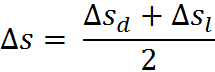 Δs = (Δs_d + Δs_l) / 2